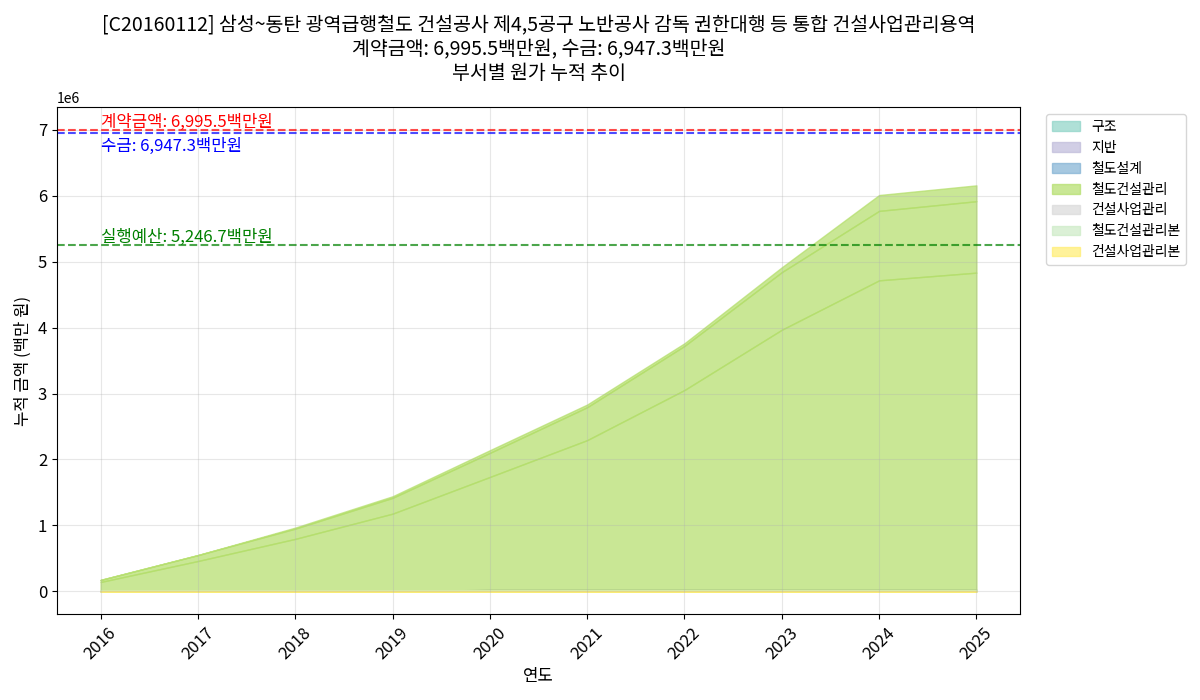 [C20160112] 삼성~동탄 광역급행철도 건설공사 제4,5공구 노반공사 감독 권한대행 등 통합 건설사업관리용역
계약금액: 6,995.5백만원, 수금: 6,947.3백만원
부서별 원가 누적 추이
1e6
7
6
5
4
3
2
1
0
누적 금액 (백만 원)
계약금액: 6,995.5백만원
수금: 6,947.3백만원
실행예산: 5,246.7백만원
2016
2017
2018
2019
2020
2021
2022
2023
2024
2025
연도
구조
지반
철도설계
철도건설관리
건설사업관리
철도건설관리본
건설사업관리본